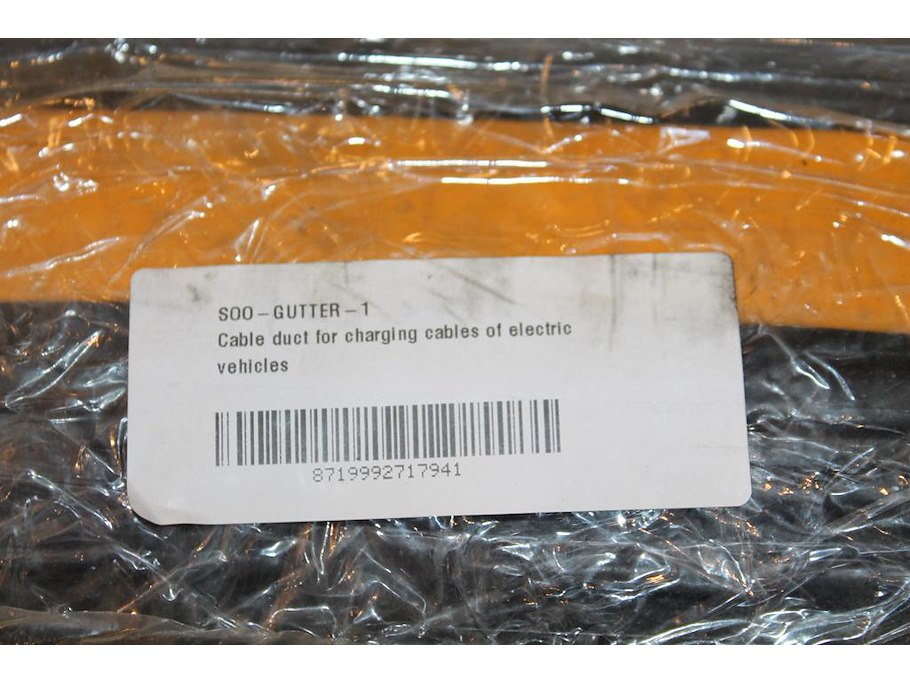 SOO-GUTTER-1
Cable duct for charging cables of electric
vehicles
8719992717941